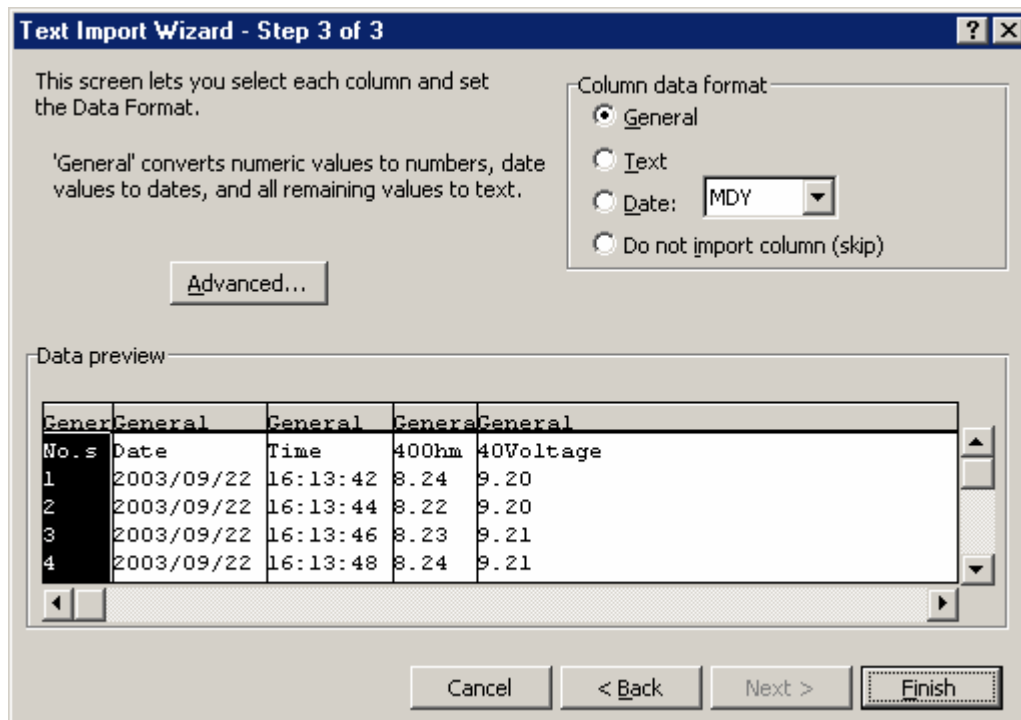 Text Import Wizard - Step 3 of 3
This screen lets you select each column and set
the Data Format.
'General' converts numeric values to numbers, date
values to dates, and all remaining values to text.
Advanced...
Column data format
General
Text
Date: MDY
Do not import column (skip)
Data preview
Gener General General Genera General
No.s Date Time 400hm 40Voltage
1 2003/09/22 16:13:42 8.24 9.20
2 2003/09/22 16:13:44 8.22 9.20
3 2003/09/22 16:13:46 8.23 9.21
4 2003/09/22 16:13:48 8.24 9.21
Cancel < Back Next > Finish